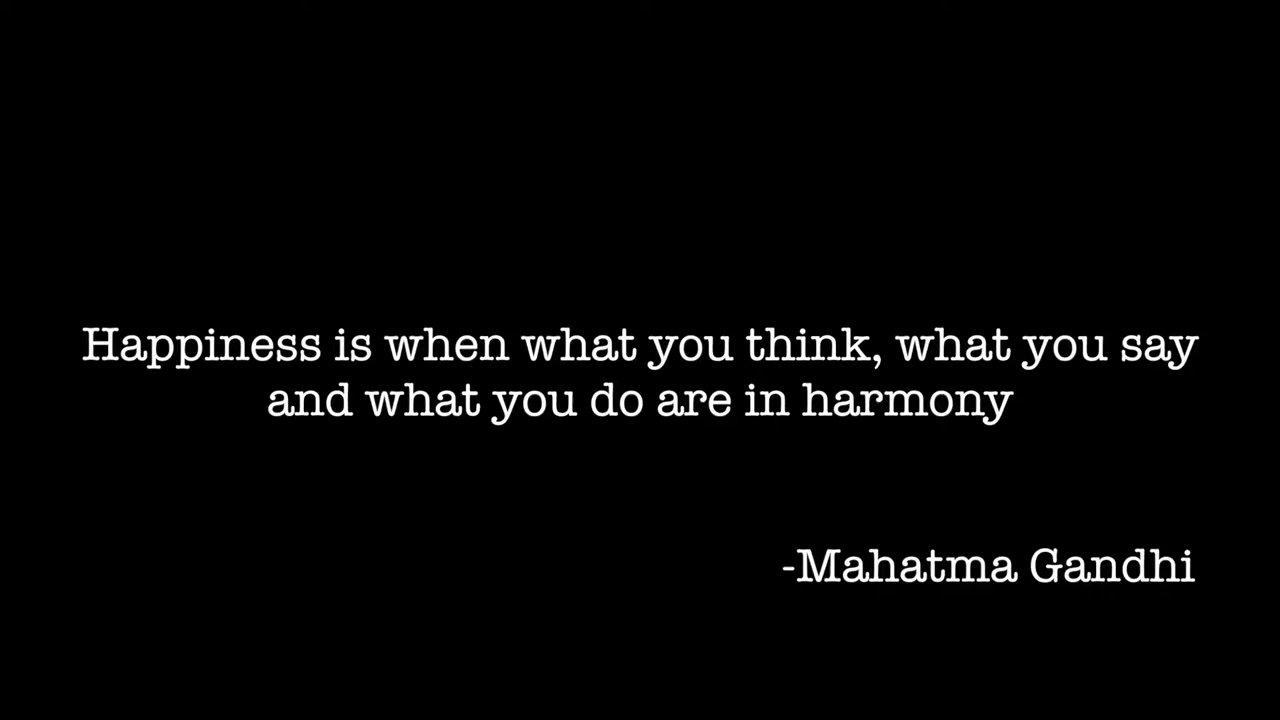 Happiness is when what you think, what you say
and what you do are in harmony
-Mahatma Gandhi